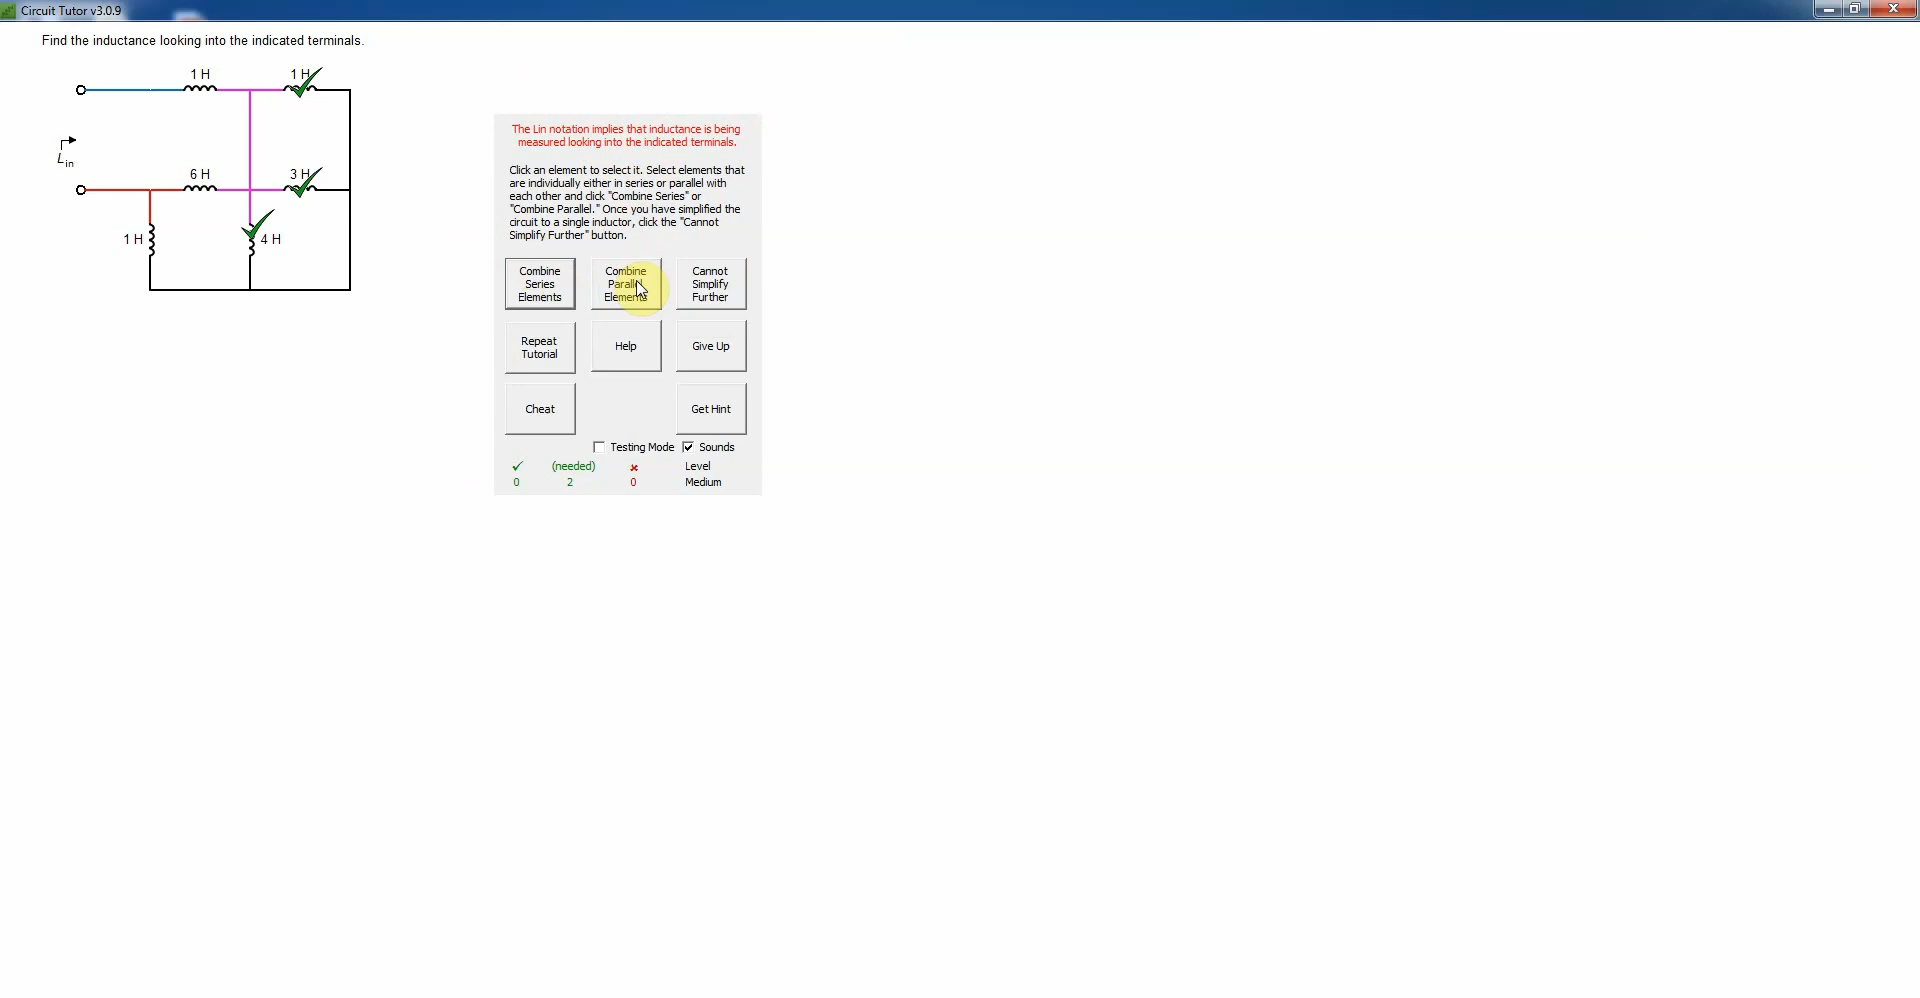 Circuit Tutor v3.0.9
Find the inductance looking into the indicated terminals.
1 H
1 H
Lin
6 H
3 H
1 H
4 H
The Lin notation implies that inductance is being
measured looking into the indicated terminals.
Click an element to select it. Select elements that
are individually either in series or parallel with
each other and click "Combine Series" or
"Combine Parallel." Once you have simplified the
circuit to a single inductor, click the "Cannot
Simplify Further" button.
Combine
Series
Elements
Combine
Parallel
Elements
Cannot
Simplify
Further
Repeat
Tutorial
Help
Give Up
Cheat
Get Hint
Testing Mode
Sounds
(needed)
Level
0
2
0
Medium